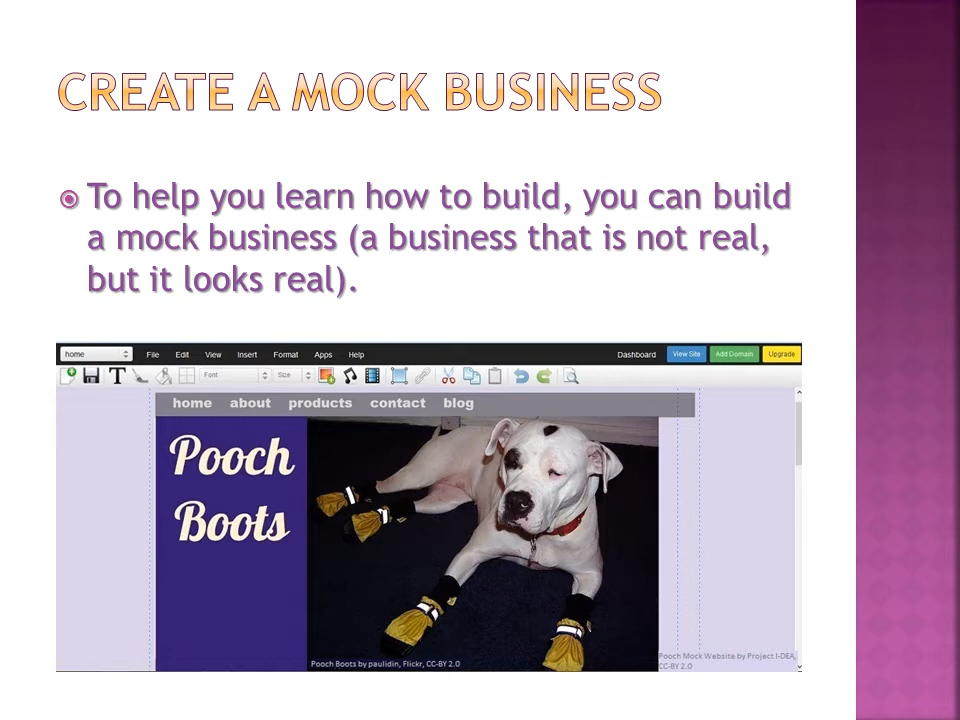 CREATE A MOCK BUSINESS
To help you learn how to build, you can build
a mock business (a business that is not real,
but it looks real).
home File Edit View Insert Format Apps Help Dashboard View Site Add Domain Upgrade
T Font Size
home about products contact blog
Pooch
Boots
Pooch Boots by paulidin, Flickr, CC-BY 2.0
Pooch Mock Website by Project I-DEA,
CC-BY 2.0